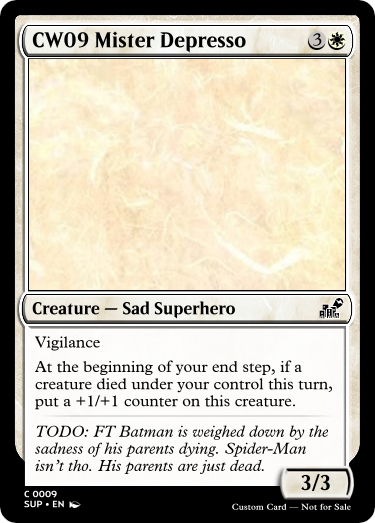 CW09 Mister Depresso 3
Creature — Sad Superhero
Vigilance
At the beginning of your end step, if a
creature died under your control this turn,
put a +1/+1 counter on this creature.
TODO: FT Batman is weighed down by the
sadness of his parents dying. Spider-Man
isn't tho. His parents are just dead.
3/3
C 0009
SUP • EN
Custom Card — Not for Sale